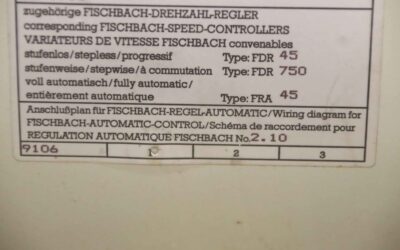 zugehörige FISCHBACH-DREHZAHL-REGLER
corresponding FISCHBACH-SPEED-CONTROLLERS
VARIATEURS DE VITESSE FISCHBACH convenables
stufenlos/stepless/progressif Type: FDR 45
stufenweise/stepwise/à commutation Type: FDR 750
voll automatisch/fully automatic/
entièrement automatique Type: FRA 45
Anschlußplan für FISCHBACH-REGEL-AUTOMATIC/Wiring diagram for
FISCHBACH-AUTOMATIC-CONTROL/Schéma de raccordement pour
REGULATION AUTOMATIQUE FISCHBACH No. 2.10
9106 1 2 3